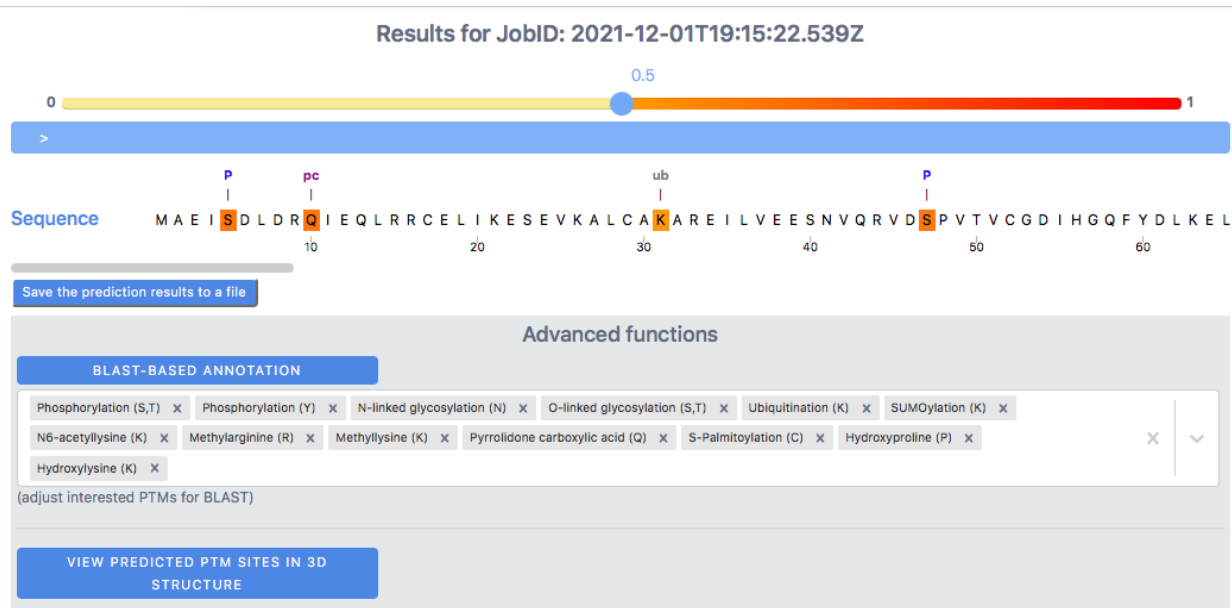 Results for JobID: 2021-12-01T19:15:22.539Z
0.5
0 1
>
P pc ub P
Sequence M A E I S D L D R Q I E Q L R R C E L I K E S E V K A L C A K A R E I L V E E S N V Q R V D S P V T V C G D I H G Q F Y D L K E L
10 20 30 40 50 60
Save the prediction results to a file
Advanced functions
BLAST-BASED ANNOTATION
Phosphorylation (S,T) x Phosphorylation (Y) x N-linked glycosylation (N) x O-linked glycosylation (S,T) x Ubiquitination (K) x SUMOylation (K) x
N6-acetyllysine (K) x Methylarginine (R) x Methyllysine (K) x Pyrrolidone carboxylic acid (Q) x S-Palmitoylation (C) x Hydroxyproline (P) x
Hydroxylysine (K) x
(adjust interested PTMs for BLAST)
VIEW PREDICTED PTM SITES IN 3D
STRUCTURE